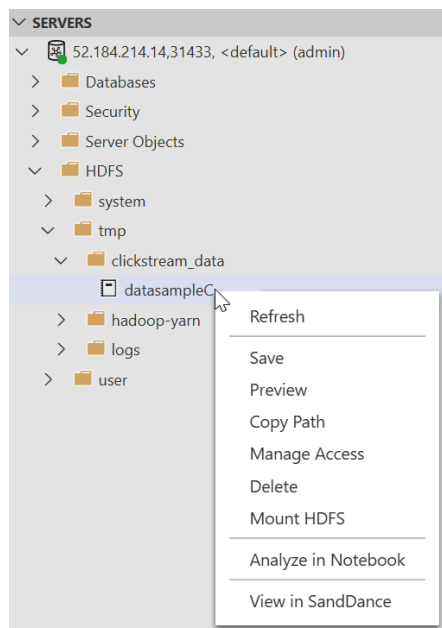 SERVERS
52.184.214.14,31433, <default> (admin)
Databases
Security
Server Objects
HDFS
system
tmp
clickstream_data
datasampleC
hadoop-yarn
logs
user
Refresh
Save
Preview
Copy Path
Manage Access
Delete
Mount HDFS
Analyze in Notebook
View in SandDance